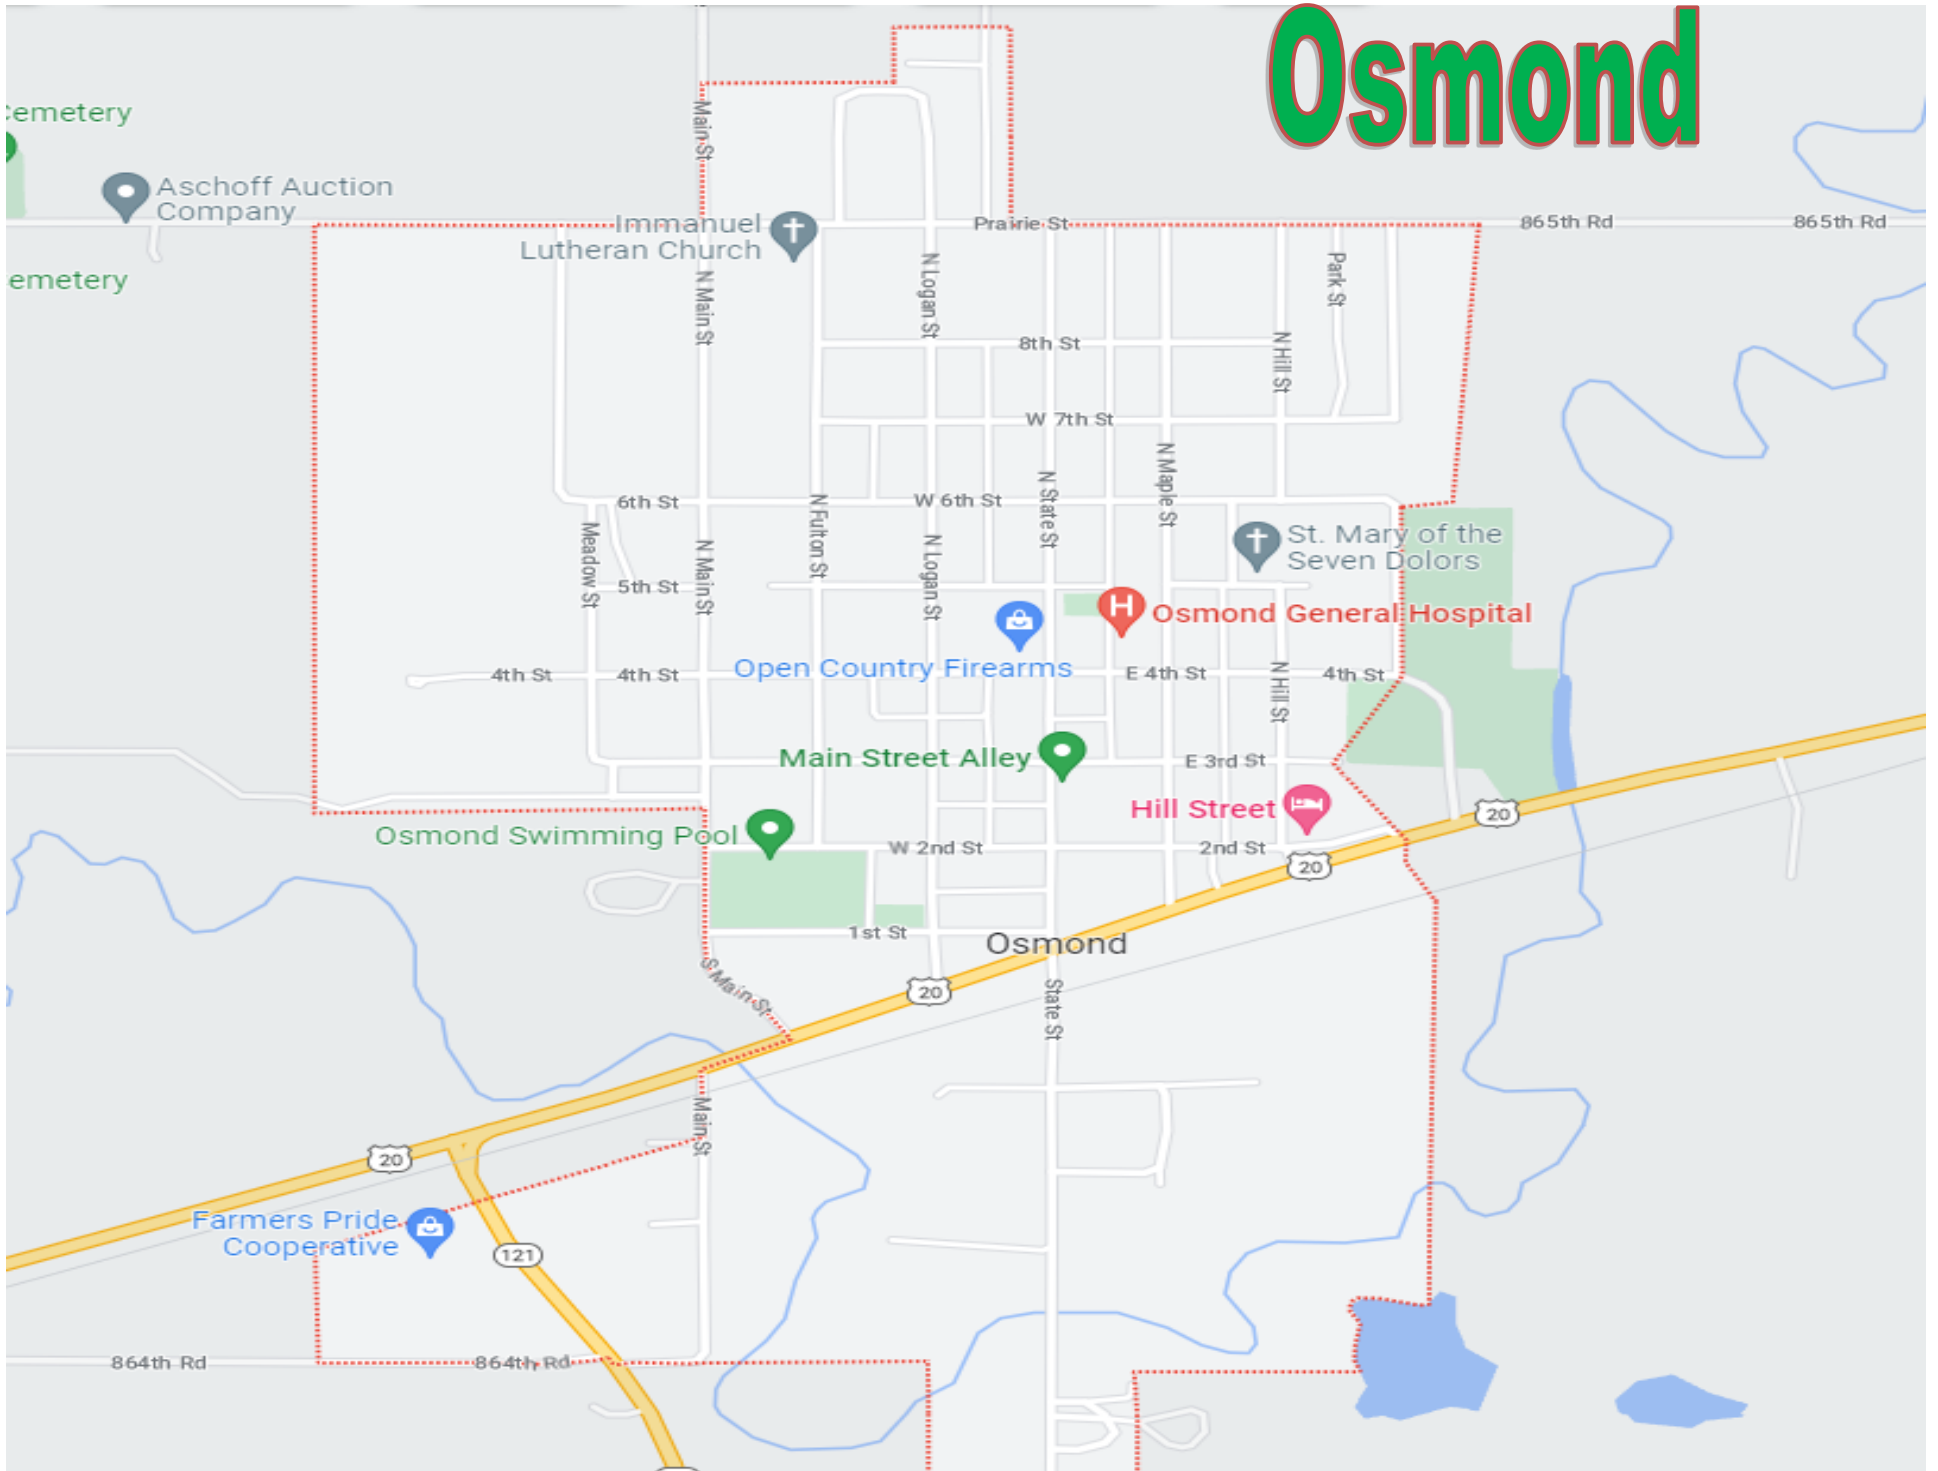 Osmond
Cemetery
Main St
Aschoff Auction
Company
Immanuel
Lutheran Church
Prairie St
865th Rd
865th Rd
emetery
N Main St
N Logan St
Park St
8th St
N Hill St
W 7th St
N Maple St
6th St
W 6th St
N State St
N Fulton St
Meadow St
N Main St
N Logan St
St. Mary of the
Seven Dolors
5th St
Osmond General Hospital
H
Open Country Firearms
4th St
4th St
E 4th St
N Hill St
4th St
Main Street Alley
E 3rd St
Hill Street
20
Osmond Swimming Pool
W 2nd St
2nd St
20
1st St
Osmond
S Main St
20
State St
Main St
20
Farmers Pride
Cooperative
121
864th Rd
864th Rd